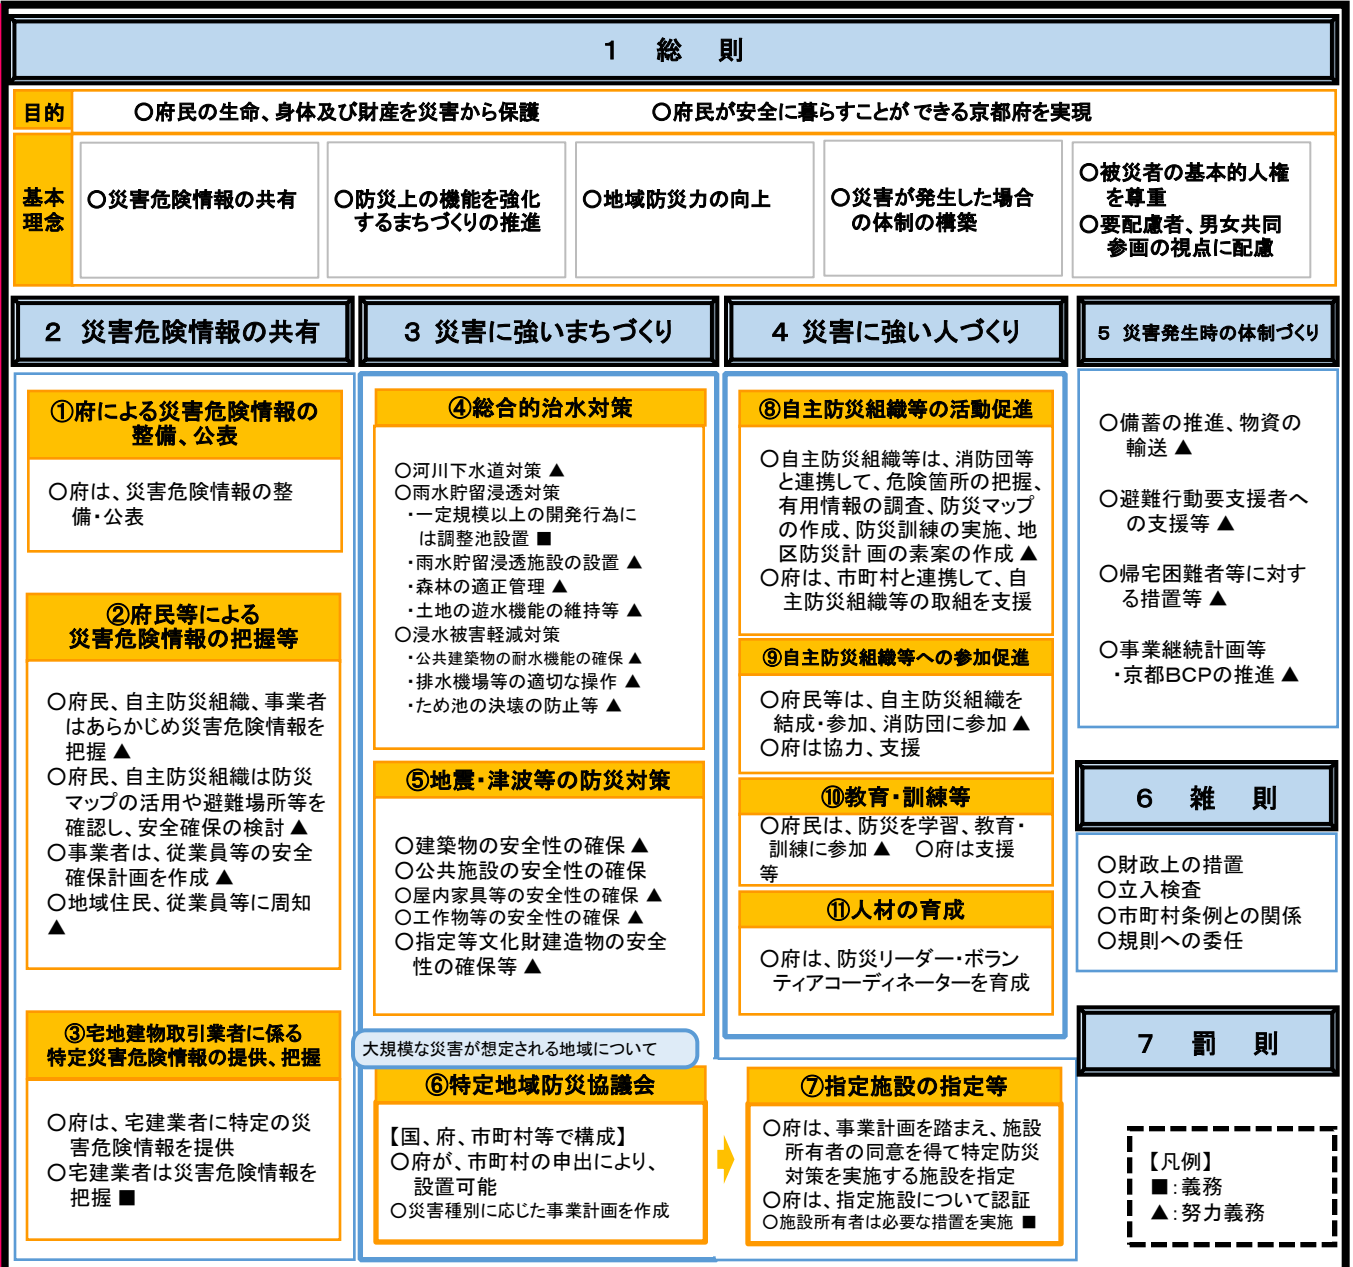 １　総　則
目的
○府民の生命、身体及び財産を災害から保護
○府民が安全に暮らすことが できる京都府を実現
基本
理念
○災害危険情報の共有
○防災上の機能を強化
するまちづくりの推進
○地域防災力の向上
○災害が発生した場合
の体制の構築
○被災者の基本的人権
を尊重
○要配慮者、男女共同
参画の視点に配慮
２ 災害危険情報の共有
①府による災害危険情報の
整備、公表
○府は、災害危険情報の整
備・公表
②府民等による
災害危険情報の把握等
○府民、自主防災組織、事業者
はあらかじめ災害危険情報を
把握 ▲
○府民、自主防災組織は防災
マップの活用や避難場所等を
確認し、安全確保の検討 ▲
○事業者は、従業員等の安全
確保計画を作成 ▲
○地域住民、従業員等に周知
▲
③宅地建物取引業者に係る
特定災害危険情報の提供、把握
○府は、宅建業者に特定の災
害危険情報を提供
○宅建業者は災害危険情報を
把握 ■
３ 災害に強いまちづくり
④総合的治水対策
○河川下水道対策 ▲
○雨水貯留浸透対策
・一定規模以上の開発行為に
は調整池設置 ■
・雨水貯留浸透施設の設置 ▲
・森林の適正管理 ▲
・土地の遊水機能の維持等 ▲
○浸水被害軽減対策
・公共建築物の耐水機能の確保 ▲
・排水機場等の適切な操作 ▲
・ため池の決壊の防止等 ▲
⑤地震・津波等の防災対策
○建築物の安全性の確保 ▲
○公共施設の安全性の確保
○屋内家具等の安全性の確保 ▲
○工作物等の安全性の確保 ▲
○指定等文化財建造物の安全
性の確保等 ▲
大規模な災害が想定される地域について
⑥特定地域防災協議会
【国、府、市町村等で構成】
○府が、市町村の申出により、
設置可能
○災害種別に応じた事業計画を作成
⑦指定施設の指定等
○府は、事業計画を踏まえ、施設
所有者の同意を得て特定防災
対策を実施する施設を指定
○府は、指定施設について認証
○施設所有者は必要な措置を実施 ■
４ 災害に強い人づくり
⑧自主防災組織等の活動促進
○自主防災組織等は、消防団等
と連携して、危険箇所の把握、
有用情報の調査、防災マップ
の作成、防災訓練の実施、地
区防災計 画の素案の作成 ▲
○府は、市町村と連携して、自
主防災組織等の取組を支援
⑨自主防災組織等への参加促進
○府民等は、自主防災組織を
結成・参加、消防団に参加 ▲
○府は協力、支援
⑩教育・訓練等
○府民は、防災を学習、教育・
訓練に参加 ▲　○府は支援
等
⑪人材の育成
○府は、防災リーダー・ボラン
ティアコーディネーターを育成
５ 災害発生時の体制づくり
○備蓄の推進、物資の
輸送 ▲
○避難行動要支援者へ
の支援等 ▲
○帰宅困難者等に対す
る措置等 ▲
○事業継続計画等
・京都ＢＣＰの推進 ▲
６　雑　則
○財政上の措置
○立入検査
○市町村条例との関係
○規則への委任
７　罰　則
【凡例】
■：義務
▲：努力義務